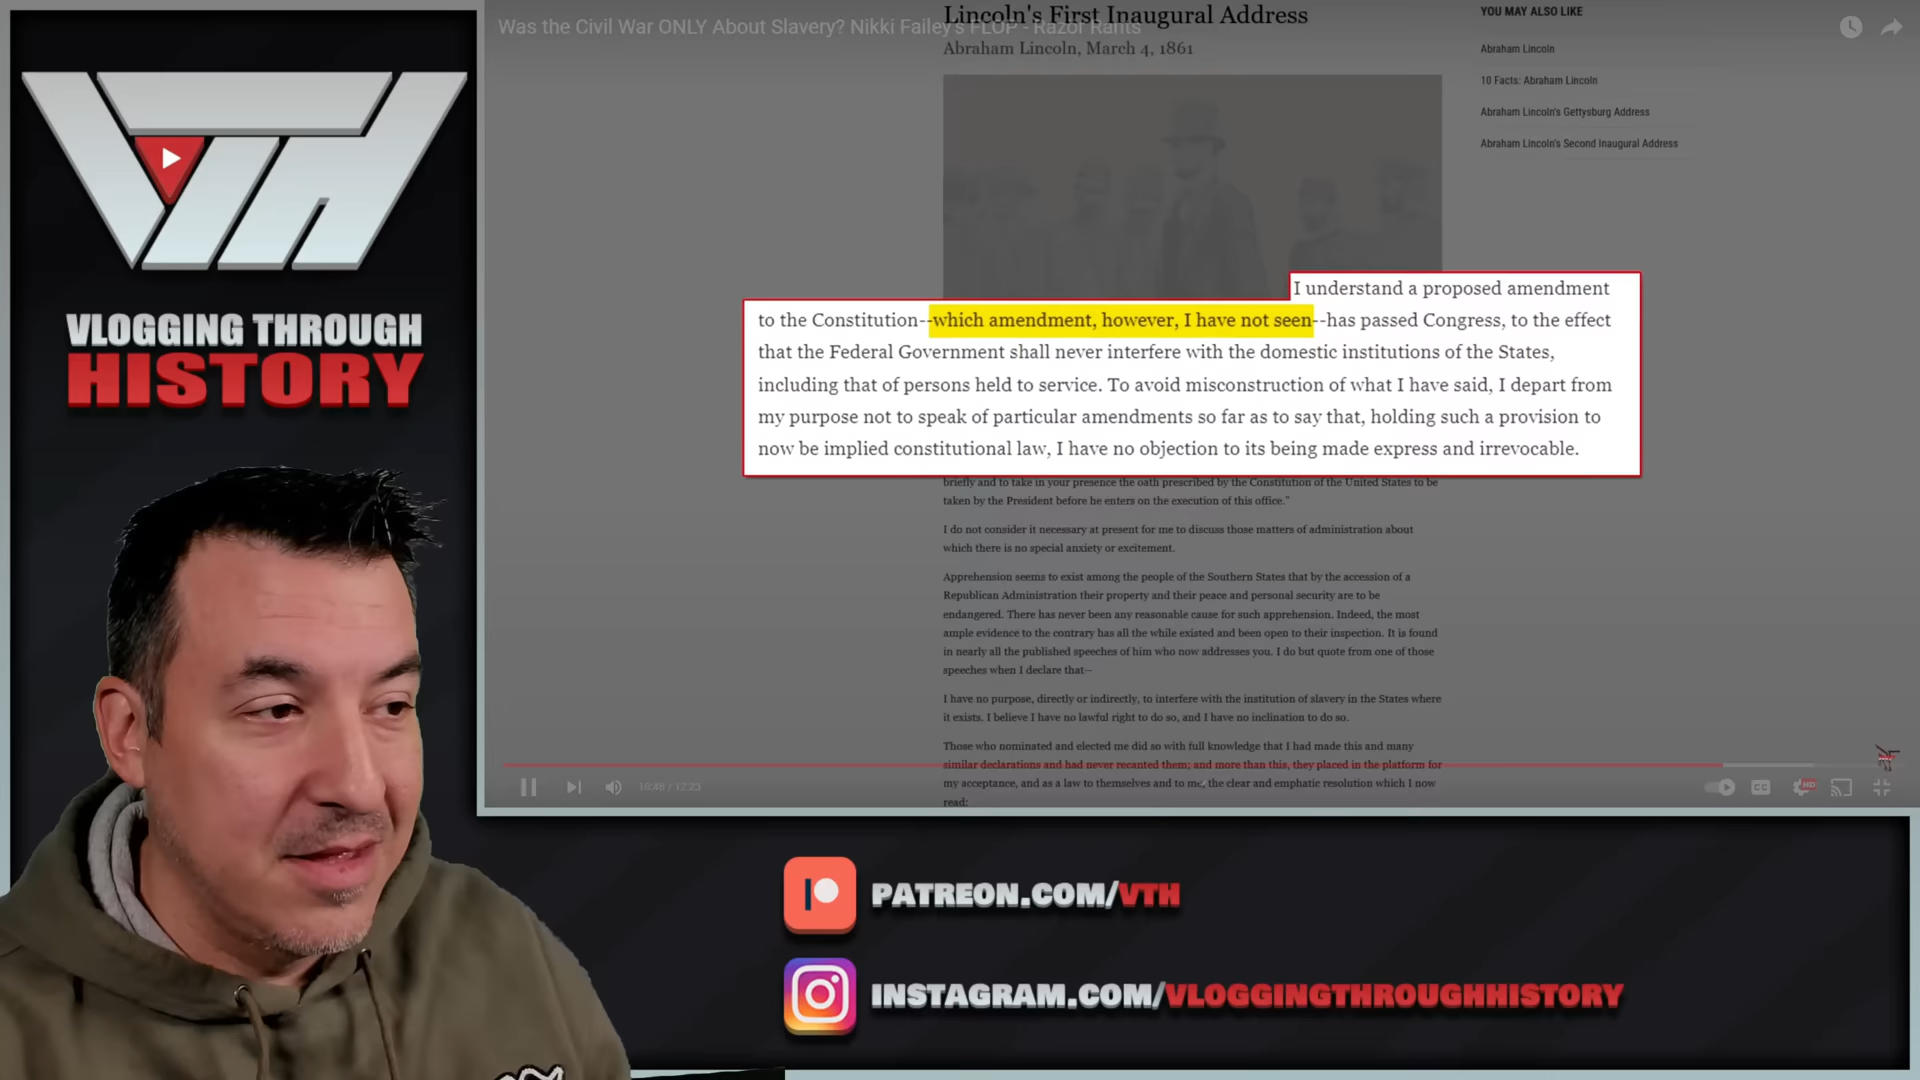 VLOGGING THROUGH
HISTORY
Was the Civil War ONLY About Slavery? Nikki Failey's FLOP - Razor Rants
Lincoln's First Inaugural Address
Abraham Lincoln, March 4, 1861
YOU MAY ALSO LIKE
Abraham Lincoln
10 Facts: Abraham Lincoln
Abraham Lincoln's Gettysburg Address
Abraham Lincoln's Second Inaugural Address
I understand a proposed amendment
to the Constitution--which amendment, however, I have not seen--has passed Congress, to the effect
that the Federal Government shall never interfere with the domestic institutions of the States,
including that of persons held to service. To avoid misconstruction of what I have said, I depart from
my purpose not to speak of particular amendments so far as to say that, holding such a provision to
now be implied constitutional law, I have no objection to its being made express and irrevocable.
briefly and to take in your presence the oath prescribed by the Constitution of the United States to be
taken by the President before he enters on the execution of this office."
I do not consider it necessary at present for me to discuss those matters of administration about
which there is no special anxiety or excitement.
Apprehension seems to exist among the people of the Southern States that by the accession of a
Republican Administration their property and their peace and personal security are to be
endangered. There has never been any reasonable cause for such apprehension. Indeed, the most
ample evidence to the contrary has all the while existed and been open to their inspection. It is found
in nearly all the published speeches of him who now addresses you. I do but quote from one of those
speeches when I declare that--
I have no purpose, directly or indirectly, to interfere with the institution of slavery in the States where
it exists. I believe I have no lawful right to do so, and I have no inclination to do so.
Those who nominated and elected me did so with full knowledge that I had made this and many
similar declarations and had never recanted them; and more than this, they placed in the platform for
my acceptance, and as a law to themselves and to me, the clear and emphatic resolution which I now
read:
CC
HD
PATREON.COM/VTH
INSTAGRAM.COM/VLOGGINGTHROUGHHISTORY